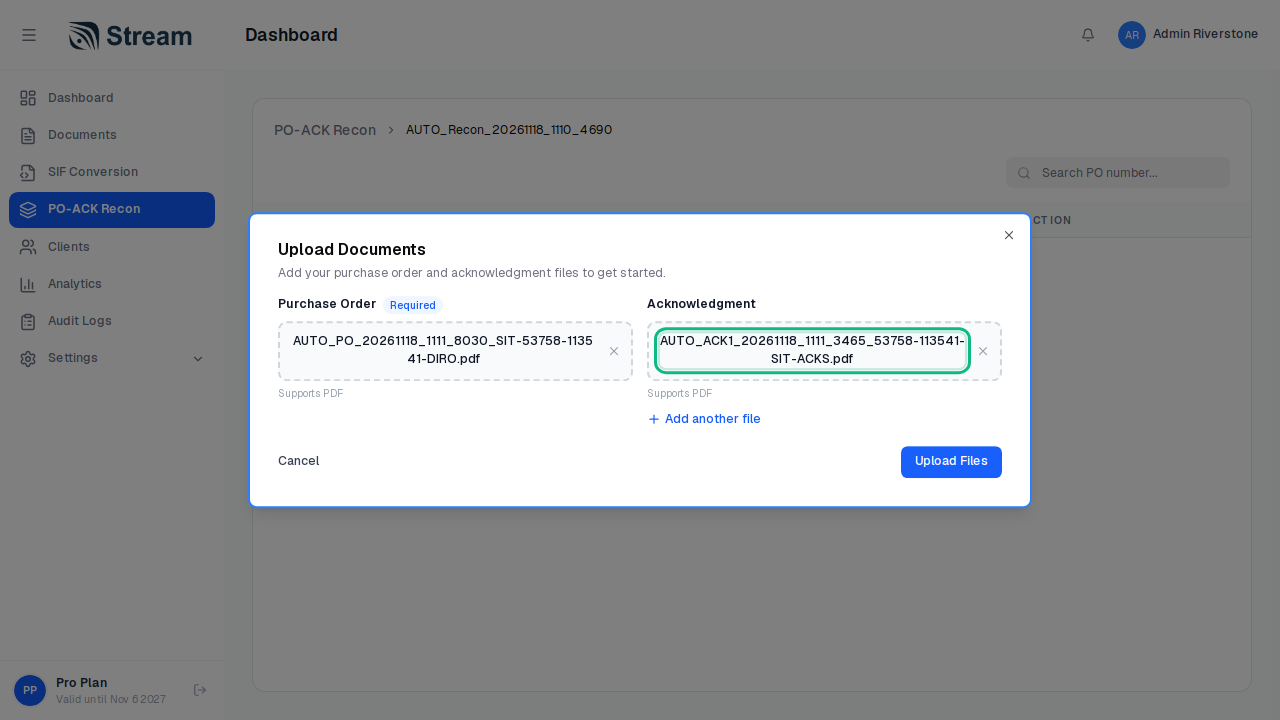 Stream
Dashboard
AR
Admin Riverstone
Dashboard
Documents
SIF Conversion
PO-ACK Recon
Clients
Analytics
Audit Logs
Settings
PO-ACK Recon
AUTO_Recon_20261118_1110_4690
Search PO number...
CTION
Upload Documents
Add your purchase order and acknowledgment files to get started.
Purchase Order Required
AUTO_PO_20261118_1111_8030_SIT-53758-1135
41-DIRO.pdf
Supports PDF
Acknowledgment
AUTO_ACK1_20261118_1111_3465_53758-113541-
SIT-ACKS.pdf
Supports PDF
Add another file
Cancel
Upload Files
PP
Pro Plan
Valid until Nov 6 2027